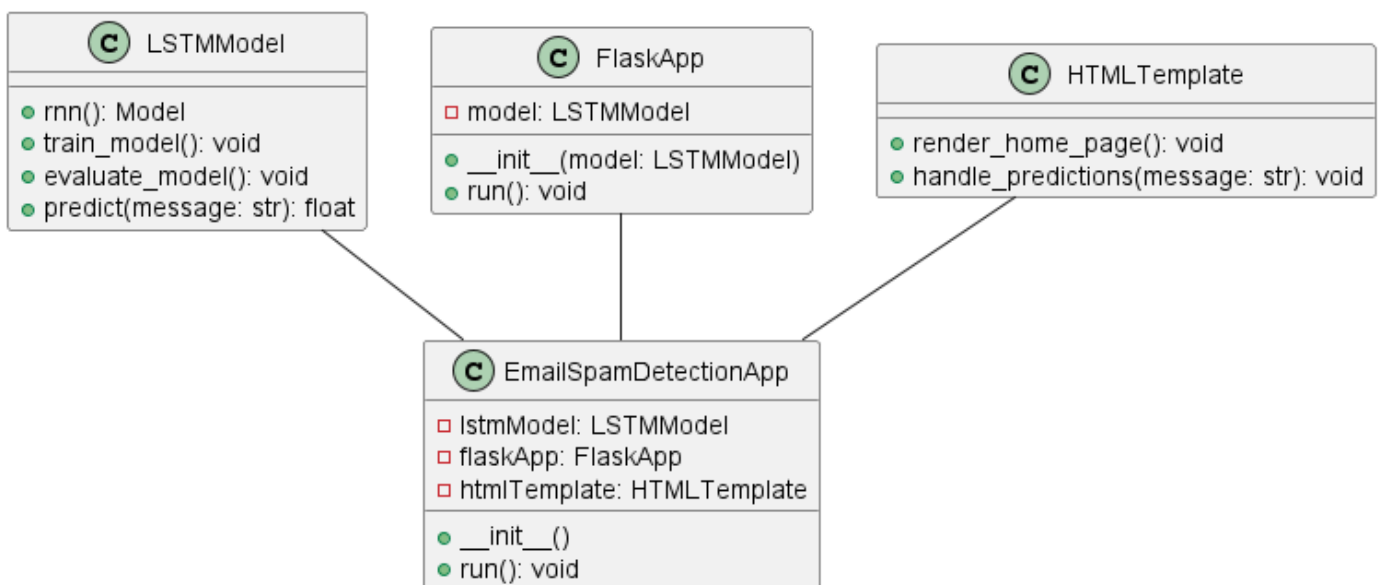 C LSTMModel
rnn(): Model
train_model(): void
evaluate_model(): void
predict(message: str): float
C FlaskApp
model: LSTMModel
__init__(model: LSTMModel)
run(): void
C HTMLTemplate
render_home_page(): void
handle_predictions(message: str): void
C EmailSpamDetectionApp
lstmModel: LSTMModel
flaskApp: FlaskApp
htmlTemplate: HTMLTemplate
__init__()
run(): void